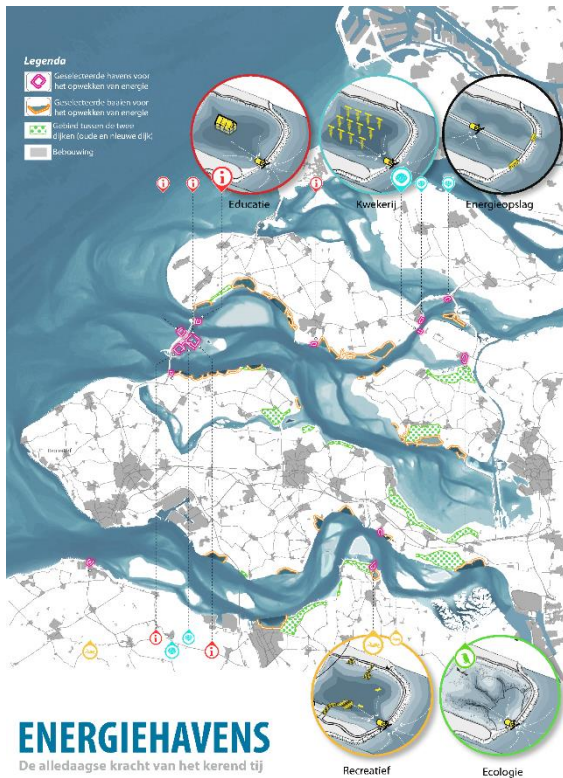 Legenda
Geselecteerde havens voor
het opwekken van energie
Geselecteerde baaien voor
het opwekken van energie
Gebied tussen de twee
dijken (oude en nieuwe dijk)
Bebouwing
Educatie
Kwekerij
Energieopslag
Recreatief
Ecologie
ENERGIEHAVENS
De alledaagse kracht van het kerend tij